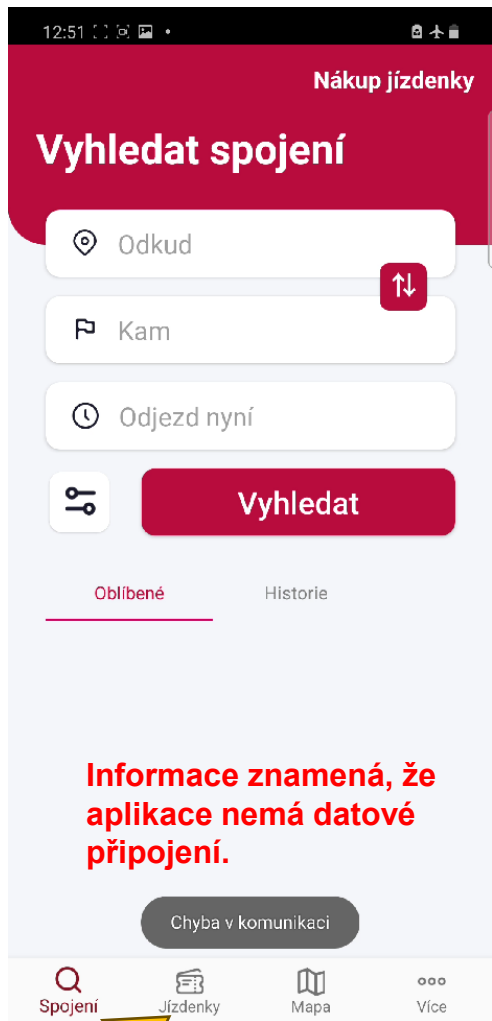 12:51
Nákup jízdenky
Vyhledat spojení
Odkud
Kam
Odjezd nyní
Vyhledat
Oblíbené Historie
Informace znamená, že
aplikace nemá datové
připojení.
Chyba v komunikaci
Spojení Jízdenky Mapa Více